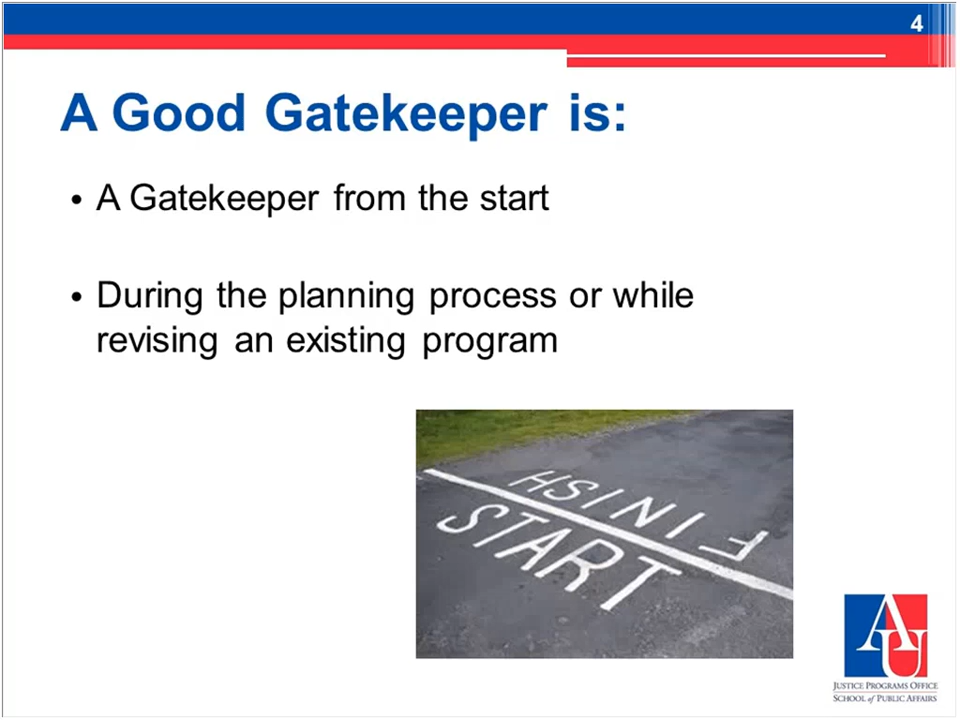 4
A Good Gatekeeper is:
• A Gatekeeper from the start
• During the planning process or while
revising an existing program
FINISH
START
AU
JUSTICE PROGRAMS OFFICE
SCHOOL of PUBLIC AFFAIRS